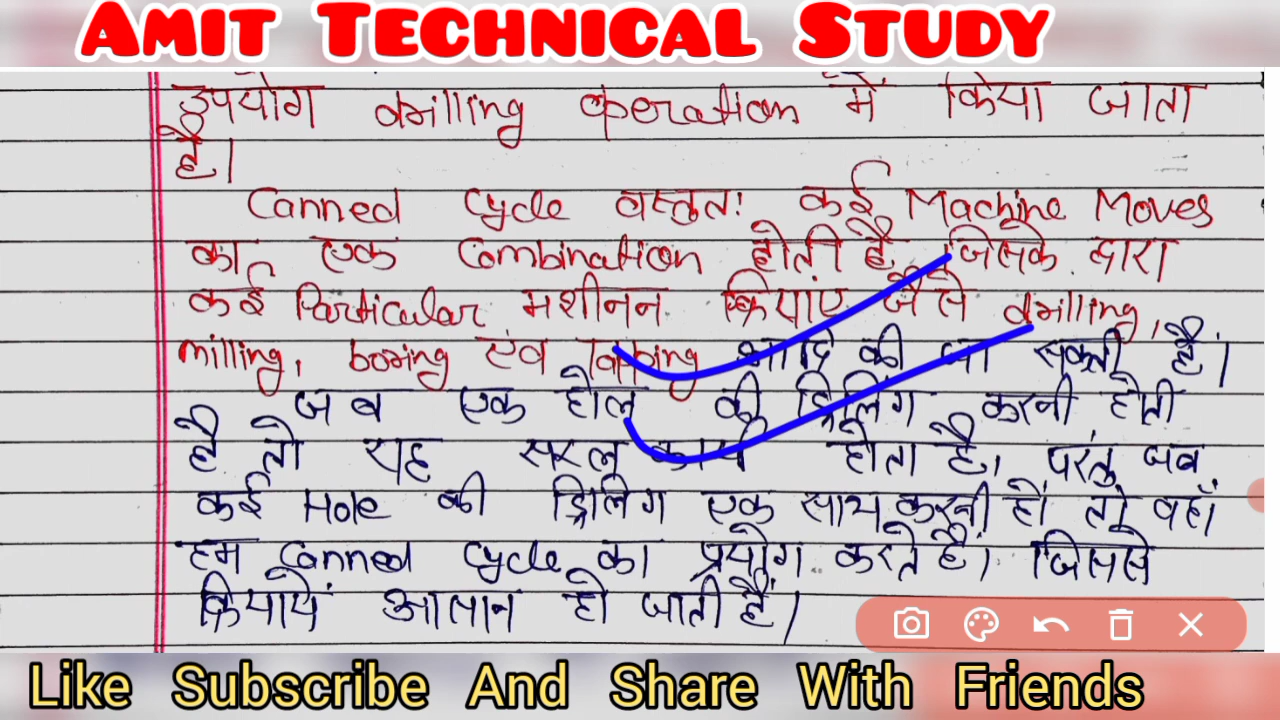 AMIT TECHNICAL STUDY
उपयोग drilling operation में किया जाता
है।
Canned Cycle वस्तुतः कई Machine Moves
का एक Combination होती है जिसके द्वारा
कई Particular मशीनन क्रियाएं जैसे drilling,
milling, boring एवं Tapping आदि की जा सकती है।
जब एक होल की ड्रिलिंग करनी होती
है तो यह सरल कार्य होता है, परंतु जब
कई Hole की ड्रिलिंग एक साथ करनी हो तो वहाँ
हम Canned Cycle का प्रयोग करते है। जिससे
क्रियायें आसान हो जाती हैं।
Like Subscribe And Share With Friends